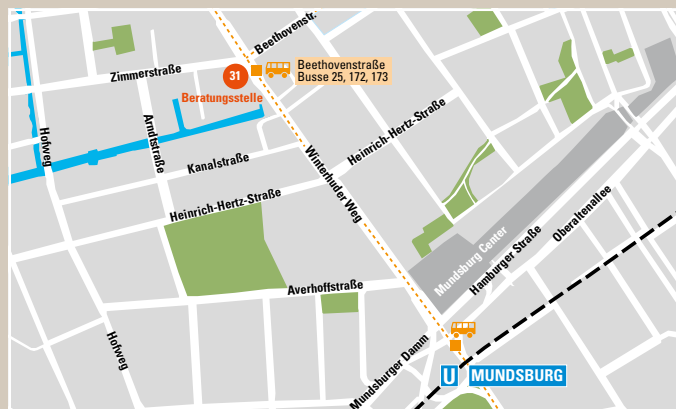 Beethovenstr.
Zimmerstraße
31
Beratungsstelle
Beethovenstraße
Busse 25, 172, 173
Hofweg
Arndtstraße
Kanalstraße
Heinrich-Hertz-Straße
Winterhuder Weg
Heinrich-Hertz-Straße
Averhoffstraße
Mundsburg Center
Hamburger Straße
Oberaltenallee
Hofweg
Mundsburger Damm
U MUNDSBURG